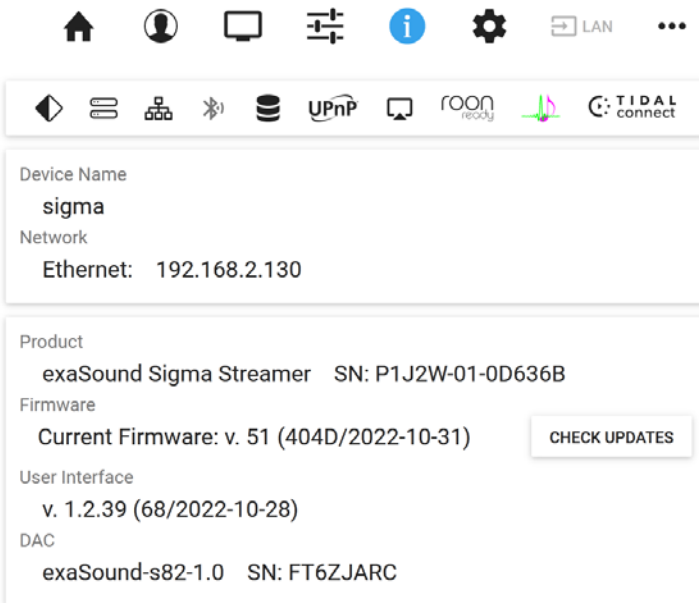 i LAN
UPnP roon ready TIDAL connect
Device Name
sigma
Network
Ethernet: 192.168.2.130
Product
exaSound Sigma Streamer SN: P1J2W-01-0D636B
Firmware
Current Firmware: v. 51 (404D/2022-10-31) CHECK UPDATES
User Interface
v. 1.2.39 (68/2022-10-28)
DAC
exaSound-s82-1.0 SN: FT6ZJARC